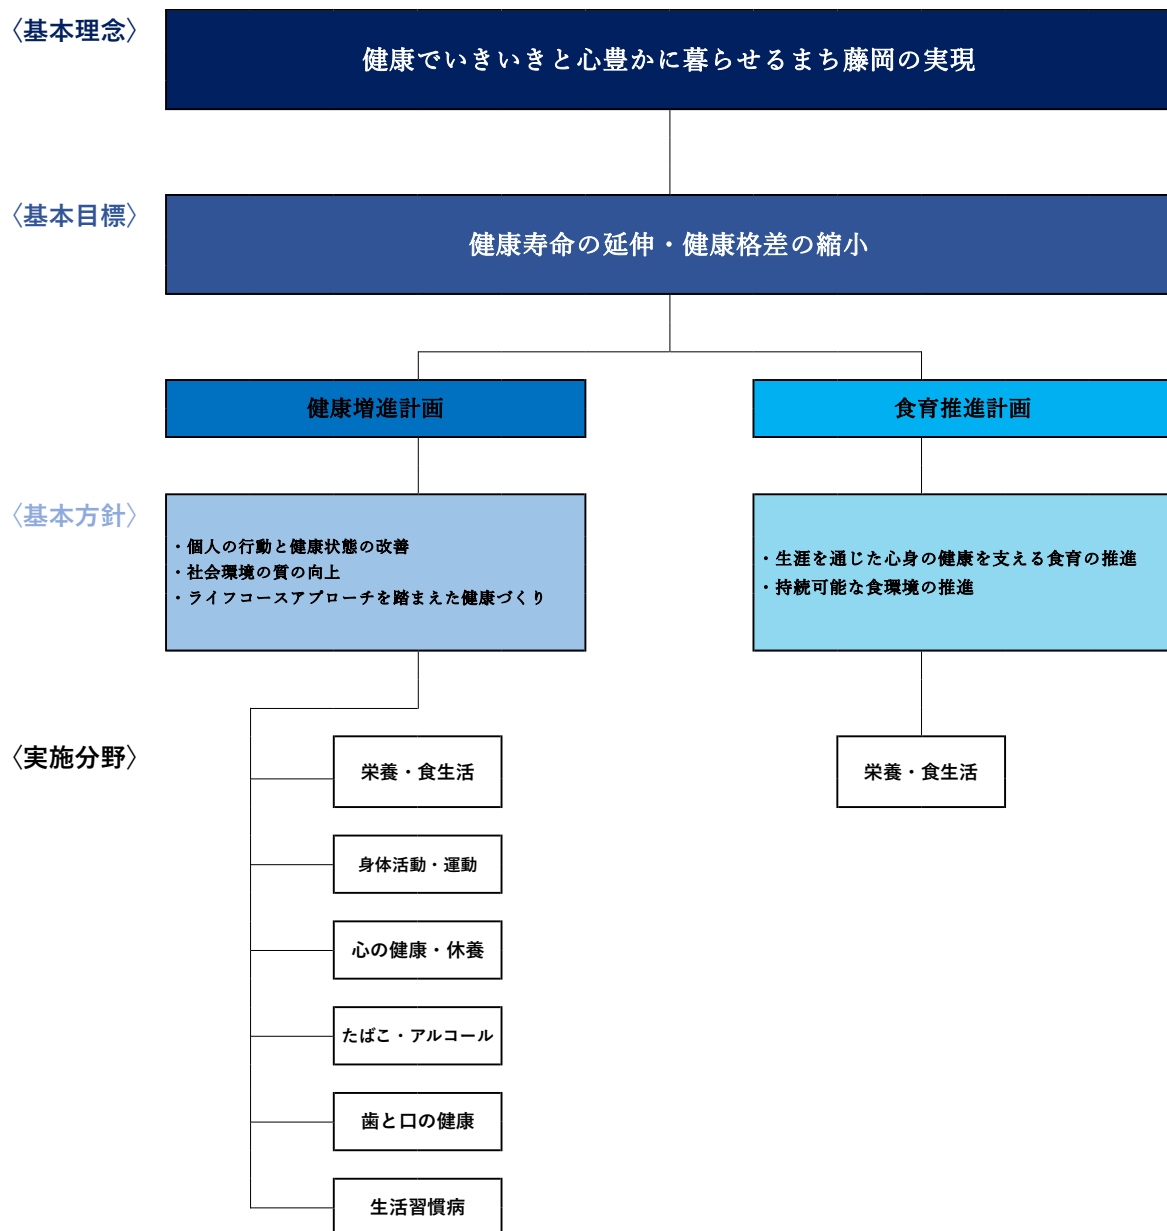 〈基本理念〉
健康でいきいきと心豊かに暮らせるまち藤岡の実現
〈基本目標〉
健康寿命の延伸・健康格差の縮小
健康増進計画
食育推進計画
〈基本方針〉
・個人の行動と健康状態の改善
・社会環境の質の向上
・ライフコースアプローチを踏まえた健康づくり
・生涯を通じた心身の健康を支える食育の推進
・持続可能な食環境の推進
〈実施分野〉
栄養・食生活
栄養・食生活
身体活動・運動
心の健康・休養
たばこ・アルコール
歯と口の健康
生活習慣病